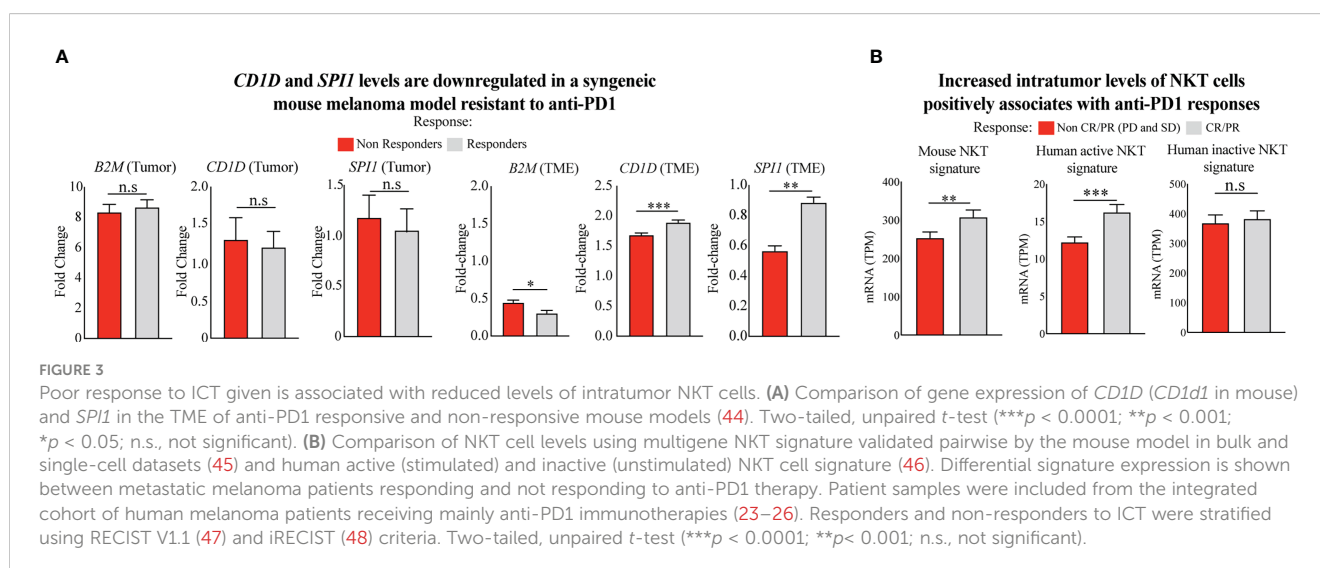 A
CD1D and SPI1 levels are downregulated in a syngeneic
mouse melanoma model resistant to anti-PD1
Response:
Non Responders Responders
B2M (Tumor)
n.s
Fold Change
10
8
6
4
2
0
CD1D (Tumor)
n.s
Fold Change
2.0
1.5
1.0
0.5
0
SPI1 (Tumor)
n.s
Fold Change
1.5
1.0
0.5
0
B2M (TME)
*
Fold-change
2.0
1.5
1.0
0.5
0.0
CD1D (TME)
***
Fold-change
2.5
2.0
1.5
1.0
0.5
0.0
SPI1 (TME)
**
Fold-change
1.0
0.8
0.6
0.4
0.2
0.0
B
Increased intratumor levels of NKT cells
positively associates with anti-PD1 responses
Response: Non CR/PR (PD and SD) CR/PR
Mouse NKT
signature
**
mRNA (TPM)
400
300
200
100
0
Human active NKT
signature
***
mRNA (TPM)
20
15
10
5
0
Human inactive NKT
signature
n.s
mRNA (TPM)
500
400
300
200
100
0
FIGURE 3
Poor response to ICT given is associated with reduced levels of intratumor NKT cells. (A) Comparison of gene expression of CD1D (CD1d1 in mouse)
and SPI1 in the TME of anti-PD1 responsive and non-responsive mouse models (44). Two-tailed, unpaired t-test (***p < 0.0001; **p < 0.001;
*p < 0.05; n.s., not significant). (B) Comparison of NKT cell levels using multigene NKT signature validated pairwise by the mouse model in bulk and
single-cell datasets (45) and human active (stimulated) and inactive (unstimulated) NKT cell signature (46). Differential signature expression is shown
between metastatic melanoma patients responding and not responding to anti-PD1 therapy. Patient samples were included from the integrated
cohort of human melanoma patients receiving mainly anti-PD1 immunotherapies (23–26). Responders and non-responders to ICT were stratified
using RECIST V1.1 (47) and iRECIST (48) criteria. Two-tailed, unpaired t-test (***p < 0.0001; **p< 0.001; n.s., not significant).